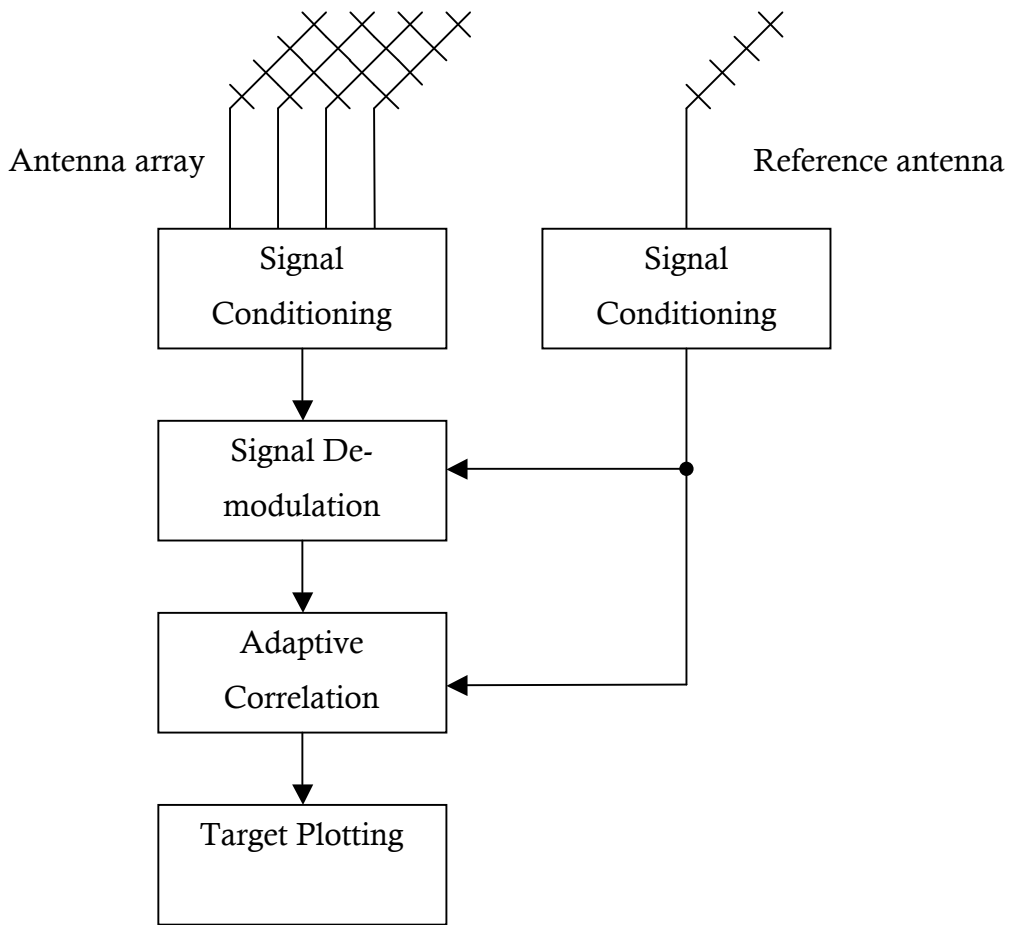 Antenna array
Reference antenna
Signal
Conditioning
Signal
Conditioning
Signal De-
modulation
Adaptive
Correlation
Target Plotting